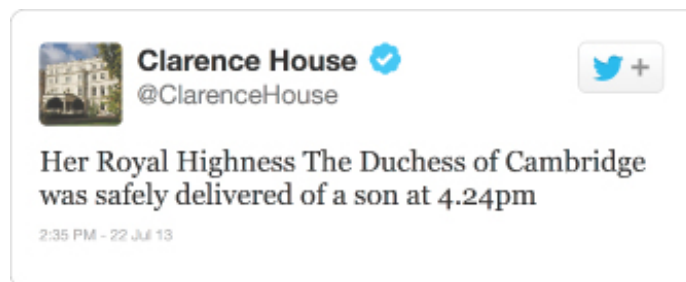 Clarence House
@ClarenceHouse
+
Her Royal Highness The Duchess of Cambridge
was safely delivered of a son at 4.24pm
2:35 PM - 22 Jul 13